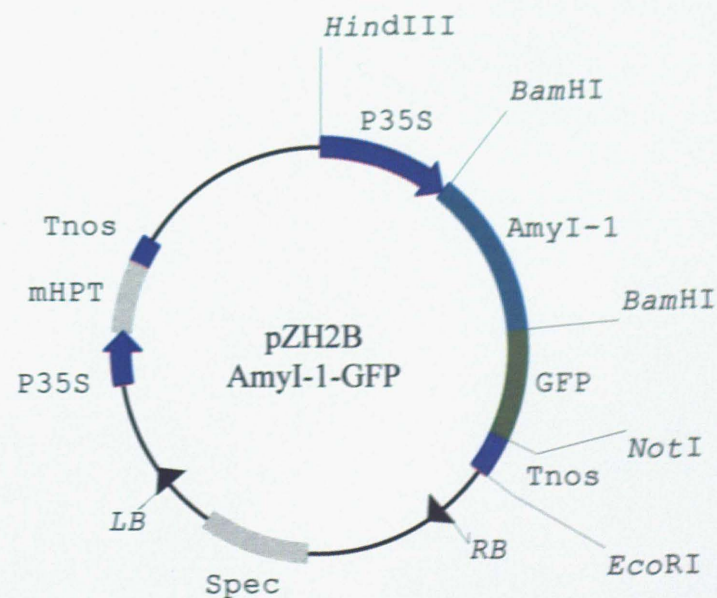 HindIII
P35S
BamHI
AmyI-1
Tnos
mHPT
BamHI
pZH2B
AmyI-1-GFP
P35S
GFP
NotI
Tnos
LB
RB
EcoRI
Spec